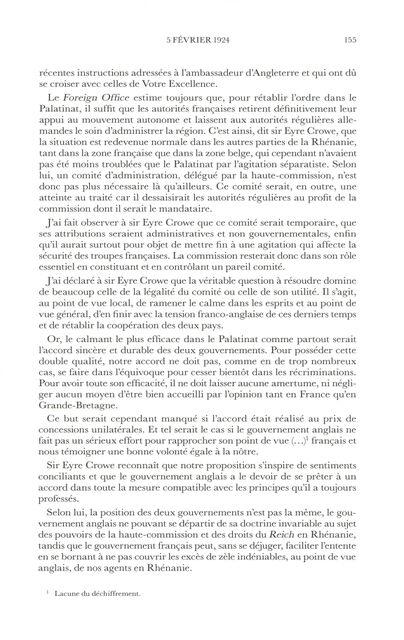 5 FÉVRIER 1924 155
récentes instructions adressées à l'ambassadeur d'Angleterre et qui ont dû
se croiser avec celles de Votre Excellence.
Le Foreign Office estime toujours que, pour rétablir l'ordre dans le
Palatinat, il suffit que les autorités françaises retirent définitivement leur
appui au mouvement autonome et laissent aux autorités régulières alle-
mandes le soin d'administrer la région. C'est ainsi, dit sir Eyre Crowe, que
la situation est redevenue normale dans les autres parties de la Rhénanie,
tant dans la zone française que dans la zone belge, qui cependant n'avaient
pas été moins troublées que le Palatinat par l'agitation séparatiste. Selon
lui, un comité d'administration. délégué par la haute-commission, n'est
donc pas plus nécessaire là qu'ailleurs. Ce comité serait, en outre, une
atteinte au traité car il dessaisirait les autorités régulières au profit de la
commission dont il serait le mandataire.
J'ai fait observer à sir Eyre Crowe que ce comité serait temporaire, que
ses attributions seraient administratives et non gouvernementales, enfin
qu'il aurait surtout pour objet de mettre fin à une agitation qui affecte la
sécurité des troupes françaises. La commission resterait donc dans son rôle
essentiel en constituant et en contrôlant un pareil comité.
J'ai déclaré à sir Eyre Crowe que la véritable question à résoudre domine
de beaucoup celle de la légalité du comité ou celle de son utilité. Il s'agit,
au point de vue local, de ramener le calme dans les esprits et au point de
vue général, d'en finir avec la tension franco-anglaise de ces derniers temps
et de rétablir la coopération des deux pays.
Or, le calmant le plus efficace dans le Palatinat comme partout serait
l'accord sincère et durable des deux gouvernements. Pour posséder cette
double qualité, notre accord ne doit pas, comme en de trop nombreux
cas, se faire dans l'équivoque pour cesser bientôt dans les récriminations.
Pour avoir toute son efficacité, il ne doit laisser aucune amertume, ni négli-
ger aucun moyen d'être bien accueilli par l'opinion tant en France qu'en
Grande-Bretagne.
Ce but serait cependant manqué si l'accord était réalisé au prix de
concessions unilatérales. Et tel serait le cas si le gouvernement anglais ne
fait pas un sérieux effort pour rapprocher son point de vue (…)¹ français et
nous témoigner une bonne volonté égale à la nôtre.
Sir Eyre Crowe reconnaît que notre proposition s'inspire de sentiments
conciliants et que le gouvernement anglais a le devoir de se prêter à un
accord dans toute la mesure compatible avec les principes qu'il a toujours
professés.
Selon lui, la position des deux gouvernements n'est pas la même, le gou-
vernement anglais ne pouvant se départir de sa doctrine invariable au sujet
des pouvoirs de la haute-commission et des droits du Reich en Rhénanie,
tandis que le gouvernement français peut, sans se déjuger, faciliter l'entente
en se bornant à ne pas couvrir les excès de zèle indéniables, au point de vue
anglais, de nos agents en Rhénanie.
¹ Lacune du déchiffrement.